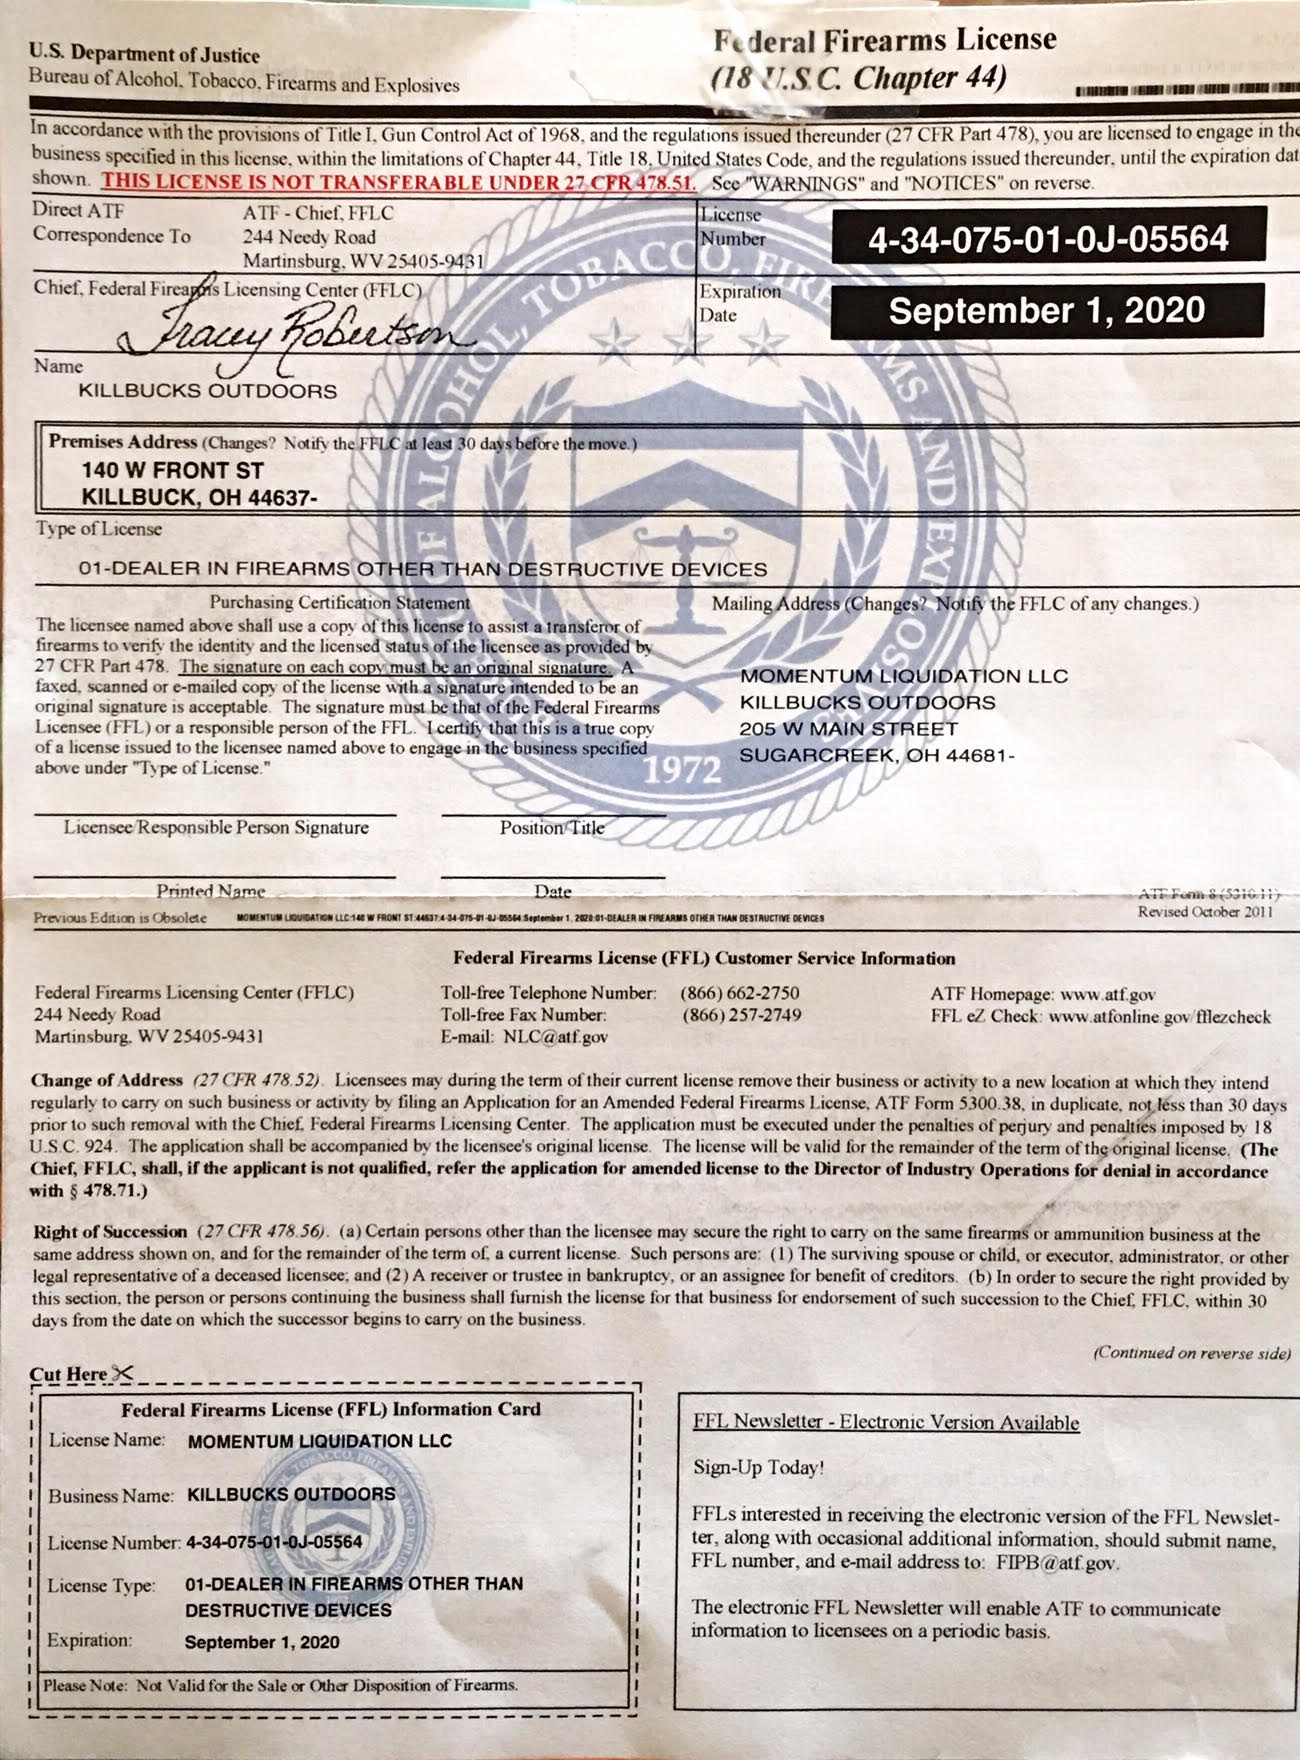 U.S. Department of Justice
Bureau of Alcohol, Tobacco, Firearms and Explosives
Federal Firearms License
(18 U.S.C. Chapter 44)
In accordance with the provisions of Title I, Gun Control Act of 1968, and the regulations issued thereunder (27 CFR Part 478), you are licensed to engage in the
business specified in this license, within the limitations of Chapter 44, Title 18, United States Code, and the regulations issued thereunder, until the expiration dat
shown. THIS LICENSE IS NOT TRANSFERABLE UNDER 27 CFR 478.51. See "WARNINGS" and "NOTICES" on reverse.
Direct ATF
Correspondence To
ATF - Chief, FFLC
244 Needy Road
Martinsburg, WV 25405-9431
License
Number
4-34-075-01-0J-05564
Chief, Federal Firearms Licensing Center (FFLC)
Tracey Robertson
Expiration
Date
September 1, 2020
Name
KILLBUCKS OUTDOORS
Premises Address (Changes? Notify the FFLC at least 30 days before the move.)
140 W FRONT ST
KILLBUCK, OH 44637-
Type of License
01-DEALER IN FIREARMS OTHER THAN DESTRUCTIVE DEVICES
Purchasing Certification Statement
The licensee named above shall use a copy of this license to assist a transferor of
firearms to verify the identity and the licensed status of the licensee as provided by
27 CFR Part 478. The signature on each copy must be an original signature. A
faxed, scanned or e-mailed copy of the license with a signature intended to be an
original signature is acceptable. The signature must be that of the Federal Firearms
Licensee (FFL) or a responsible person of the FFL. I certify that this is a true copy
of a license issued to the licensee named above to engage in the business specified
above under "Type of License."
Mailing Address (Changes? Notify the FFLC of any changes.)
MOMENTUM LIQUIDATION LLC
KILLBUCKS OUTDOORS
205 W MAIN STREET
SUGARCREEK, OH 44681-
OF ALCOHOL, TOBACCO, FIREARMS AND EXPLOSIVES
1972
Licensee/Responsible Person Signature
Position/Title
Printed Name
Date
ATF Form 8 (5310.11)
Revised October 2011
Previous Edition is Obsolete
MOMENTUM LIQUIDATION LLC:140 W FRONT ST:44637:4-34-075-01-0J-05564:September 1, 2020:01-DEALER IN FIREARMS OTHER THAN DESTRUCTIVE DEVICES
Federal Firearms License (FFL) Customer Service Information
Federal Firearms Licensing Center (FFLC)
244 Needy Road
Martinsburg, WV 25405-9431
Toll-free Telephone Number: (866) 662-2750
Toll-free Fax Number: (866) 257-2749
E-mail: NLC@atf.gov
ATF Homepage: www.atf.gov
FFL eZ Check: www.atfonline.gov/fflezcheck
Change of Address (27 CFR 478.52). Licensees may during the term of their current license remove their business or activity to a new location at which they intend
regularly to carry on such business or activity by filing an Application for an Amended Federal Firearms License, ATF Form 5300.38, in duplicate, not less than 30 days
prior to such removal with the Chief, Federal Firearms Licensing Center. The application must be executed under the penalties of perjury and penalties imposed by 18
U.S.C. 924. The application shall be accompanied by the licensee's original license. The license will be valid for the remainder of the term of the original license. (The
Chief, FFLC, shall, if the applicant is not qualified, refer the application for amended license to the Director of Industry Operations for denial in accordance
with § 478.71.)
Right of Succession (27 CFR 478.56). (a) Certain persons other than the licensee may secure the right to carry on the same firearms or ammunition business at the
same address shown on, and for the remainder of the term of, a current license. Such persons are: (1) The surviving spouse or child, or executor, administrator, or other
legal representative of a deceased licensee; and (2) A receiver or trustee in bankruptcy, or an assignee for benefit of creditors. (b) In order to secure the right provided by
this section, the person or persons continuing the business shall furnish the license for that business for endorsement of such succession to the Chief, FFLC, within 30
days from the date on which the successor begins to carry on the business.
(Continued on reverse side)
Cut Here
Federal Firearms License (FFL) Information Card
License Name: MOMENTUM LIQUIDATION LLC
Business Name: KILLBUCKS OUTDOORS
License Number: 4-34-075-01-0J-05564
License Type: 01-DEALER IN FIREARMS OTHER THAN
DESTRUCTIVE DEVICES
Expiration: September 1, 2020
Please Note: Not Valid for the Sale or Other Disposition of Firearms.
FFL Newsletter - Electronic Version Available
Sign-Up Today!
FFLs interested in receiving the electronic version of the FFL Newslet-
ter, along with occasional additional information, should submit name,
FFL number, and e-mail address to: FIPB@atf.gov.
The electronic FFL Newsletter will enable ATF to communicate
information to licensees on a periodic basis.